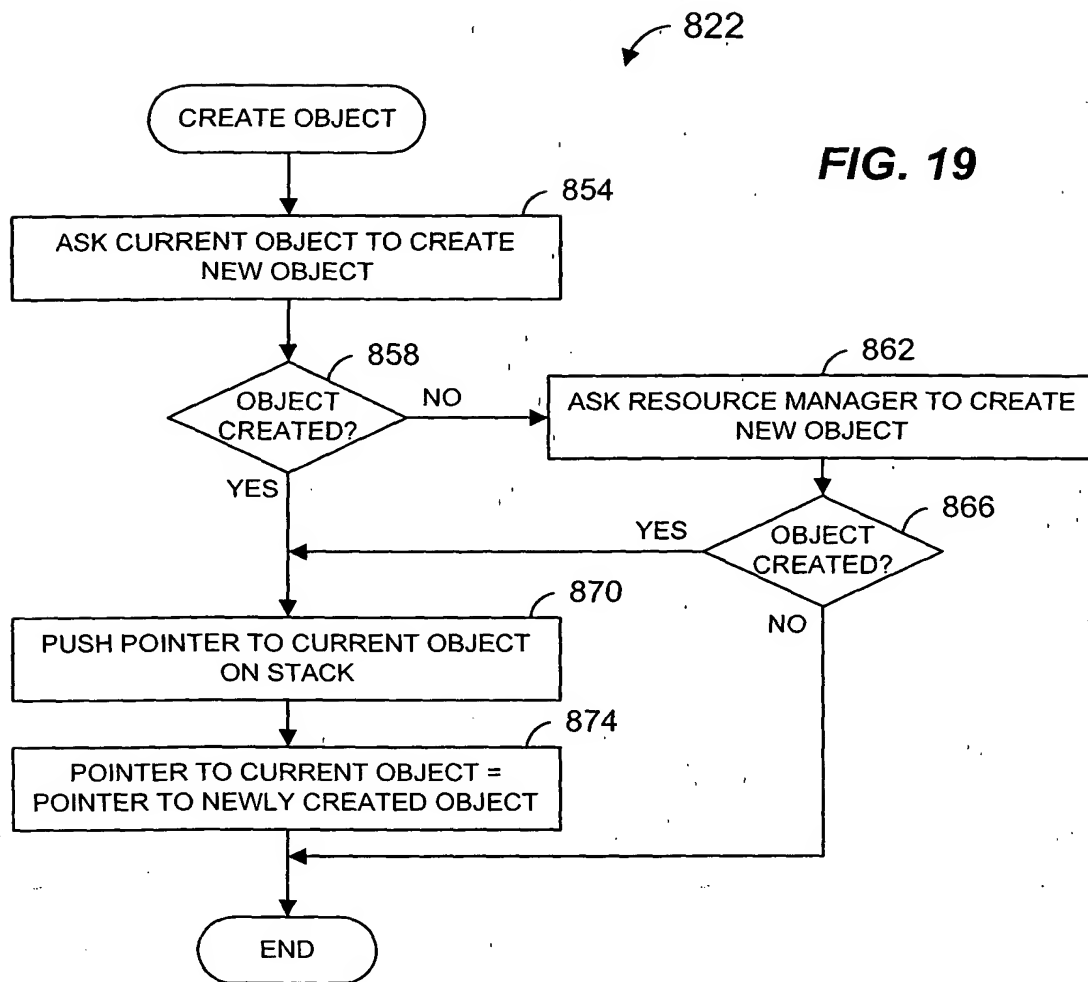 822
CREATE OBJECT
FIG. 19
854
ASK CURRENT OBJECT TO CREATE
NEW OBJECT
858
OBJECT
CREATED?
NO
862
ASK RESOURCE MANAGER TO CREATE
NEW OBJECT
YES
866
OBJECT
CREATED?
YES
NO
870
PUSH POINTER TO CURRENT OBJECT
ON STACK
874
POINTER TO CURRENT OBJECT =
POINTER TO NEWLY CREATED OBJECT
END